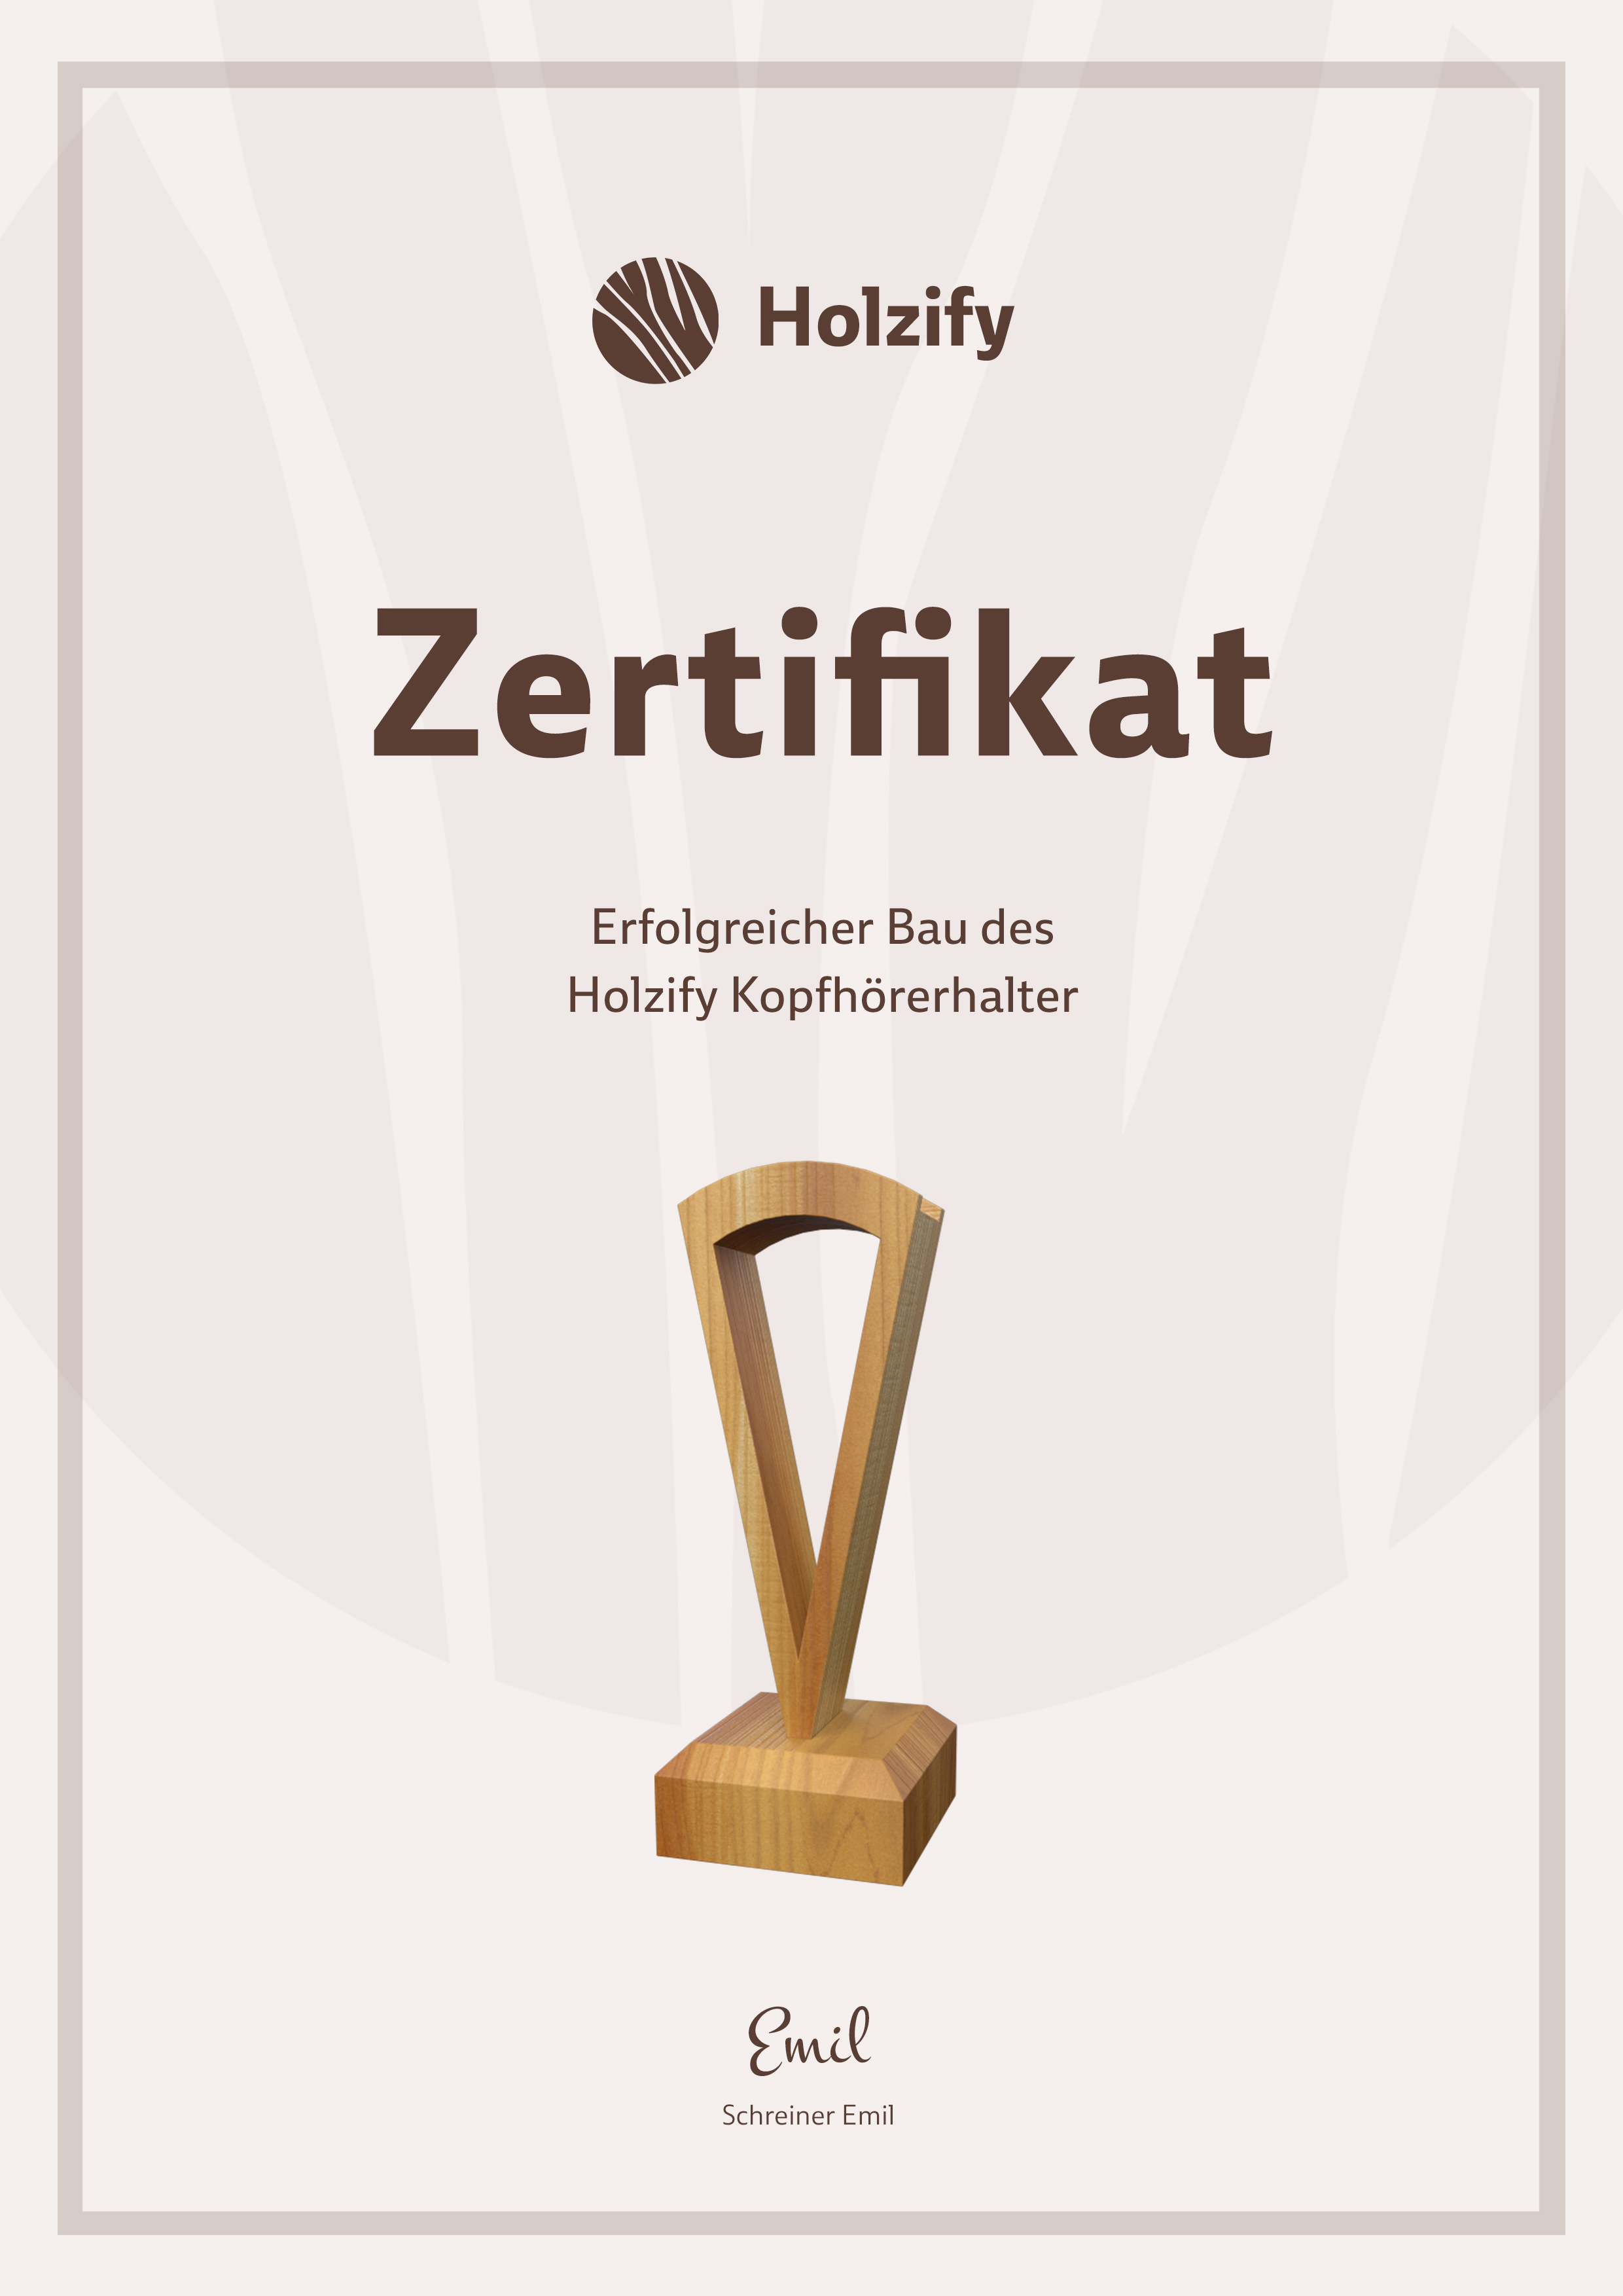 Holzify
Zertifikat
Erfolgreicher Bau des
Holzify Kopfhörerhalter
Emil
Schreiner Emil